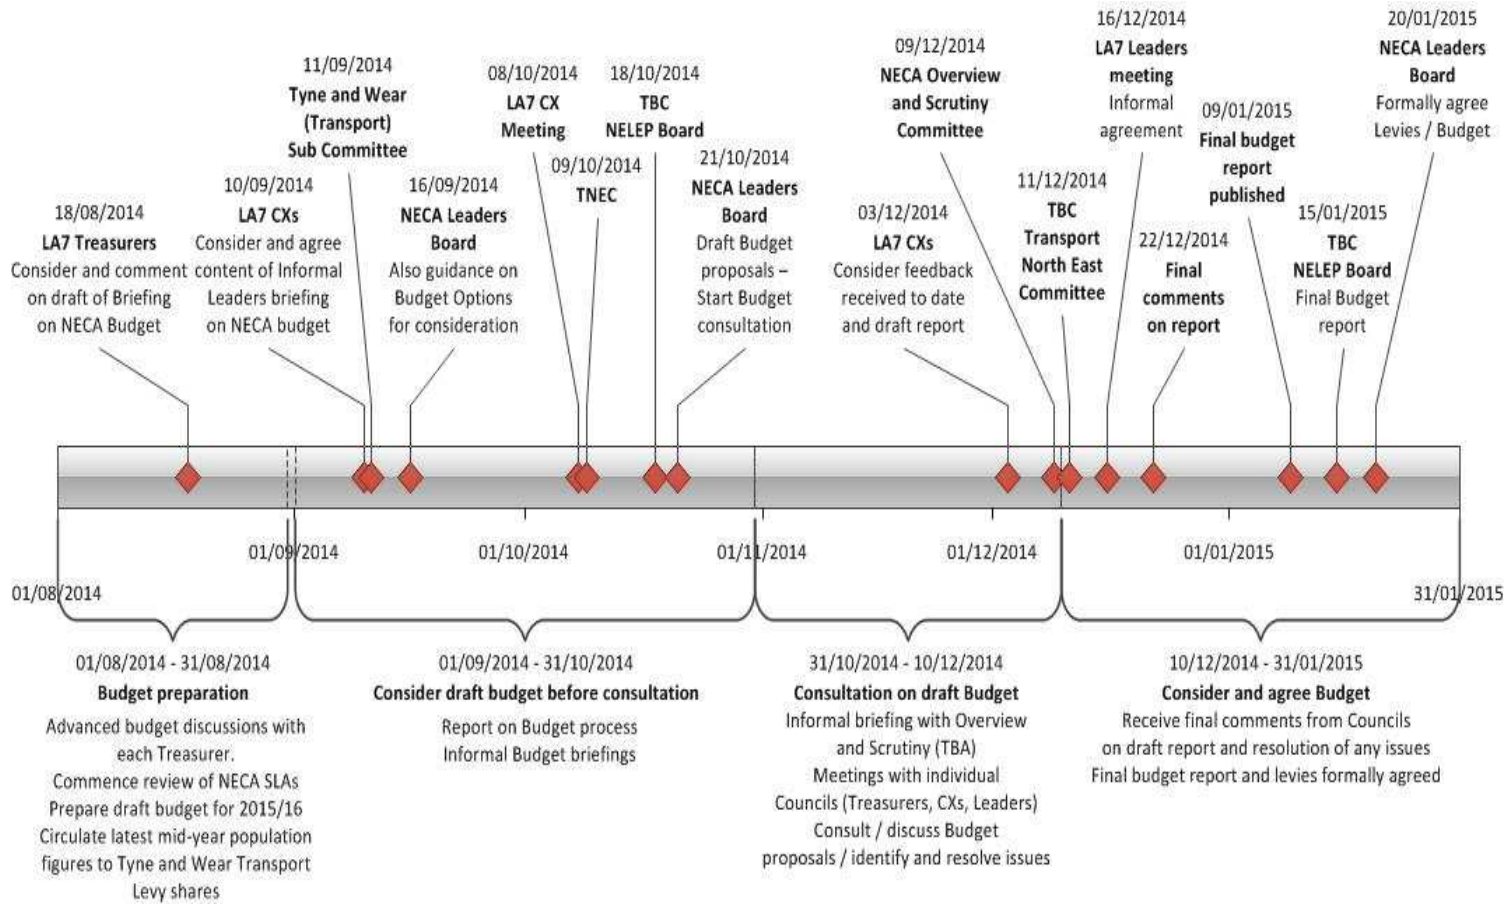 18/08/2014
LA7 Treasurers
Consider and comment
on draft of Briefing
on NECA Budget
10/09/2014
LA7 CXs
Consider and agree
content of Informal
Leaders briefing
on NECA budget
11/09/2014
Tyne and Wear
(Transport)
Sub Committee
16/09/2014
NECA Leaders
Board
Also guidance on
Budget Options
for consideration
08/10/2014
LA7 CX
Meeting
09/10/2014
TNEC
18/10/2014
TBC
NELEP Board
21/10/2014
NECA Leaders
Board
Draft Budget
proposals –
Start Budget
consultation
03/12/2014
LA7 CXs
Consider feedback
received to date
and draft report
09/12/2014
NECA Overview
and Scrutiny
Committee
11/12/2014
TBC
Transport
North East
Committee
16/12/2014
LA7 Leaders
meeting
Informal
agreement
22/12/2014
Final
comments
on report
09/01/2015
Final budget
report
published
15/01/2015
TBC
NELEP Board
Final Budget
report
20/01/2015
NECA Leaders
Board
Formally agree
Levies / Budget
01/08/2014
01/09/2014
01/10/2014
01/11/2014
01/12/2014
01/01/2015
31/01/2015
01/08/2014 - 31/08/2014
Budget preparation
Advanced budget discussions with
each Treasurer.
Commence review of NECA SLAs
Prepare draft budget for 2015/16
Circulate latest mid-year population
figures to Tyne and Wear Transport
Levy shares
01/09/2014 - 31/10/2014
Consider draft budget before consultation
Report on Budget process
Informal Budget briefings
31/10/2014 - 10/12/2014
Consultation on draft Budget
Informal briefing with Overview
and Scrutiny (TBA)
Meetings with individual
Councils (Treasurers, CXs, Leaders)
Consult / discuss Budget
proposals / identify and resolve issues
10/12/2014 - 31/01/2015
Consider and agree Budget
Receive final comments from Councils
on draft report and resolution of any issues
Final budget report and levies formally agreed